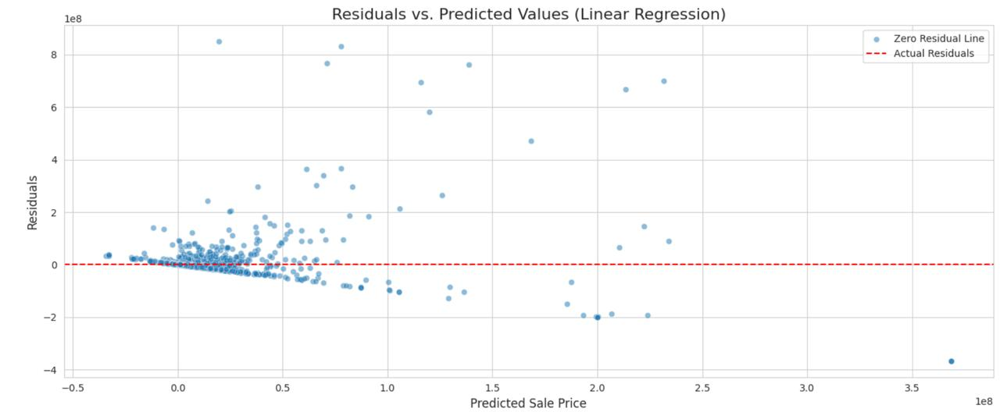 Residuals vs. Predicted Values (Linear Regression)
1e8
Zero Residual Line
Actual Residuals
8
6
4
2
0
−2
−4
Residuals
−0.5 0.0 0.5 1.0 1.5 2.0 2.5 3.0 3.5
1e8
Predicted Sale Price